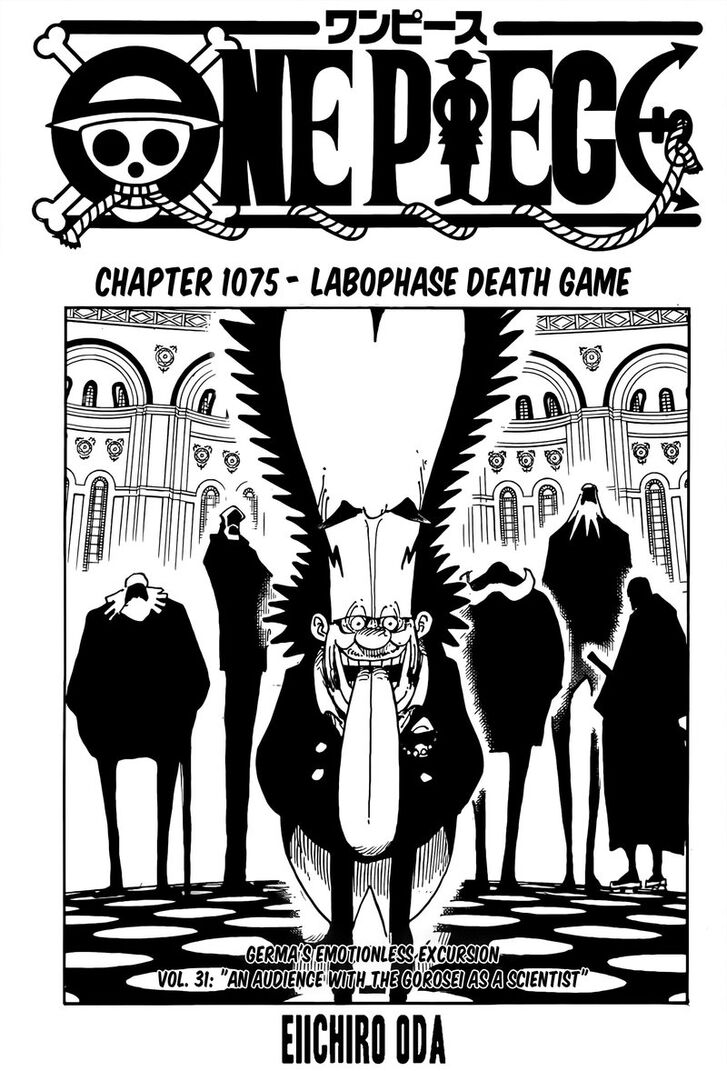 ワンピース
ONE PIECE
CHAPTER 1075 - LABOPHASE DEATH GAME
GERMA'S EMOTIONLESS EXCURSION
VOL. 31: "AN AUDIENCE WITH THE GOROSEI AS A SCIENTIST"
EIICHIRO ODA